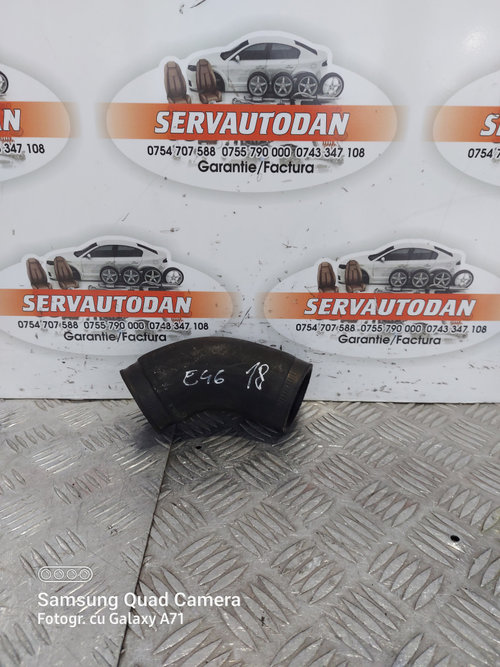 SERVAUTODAN
0754 707 588 0755 790 000 0743 347 108
Garantie/Factura
347 108
SERVAUTODAN
0754 707 588 0755 790 000 0743 347 108
Garantie/Factura
SERVAUTODAN
0754 707 588 0755 790 000 0743 347 108
Garantie/Factura
E46 18
Samsung Quad Camera
Fotogr. cu Galaxy A71